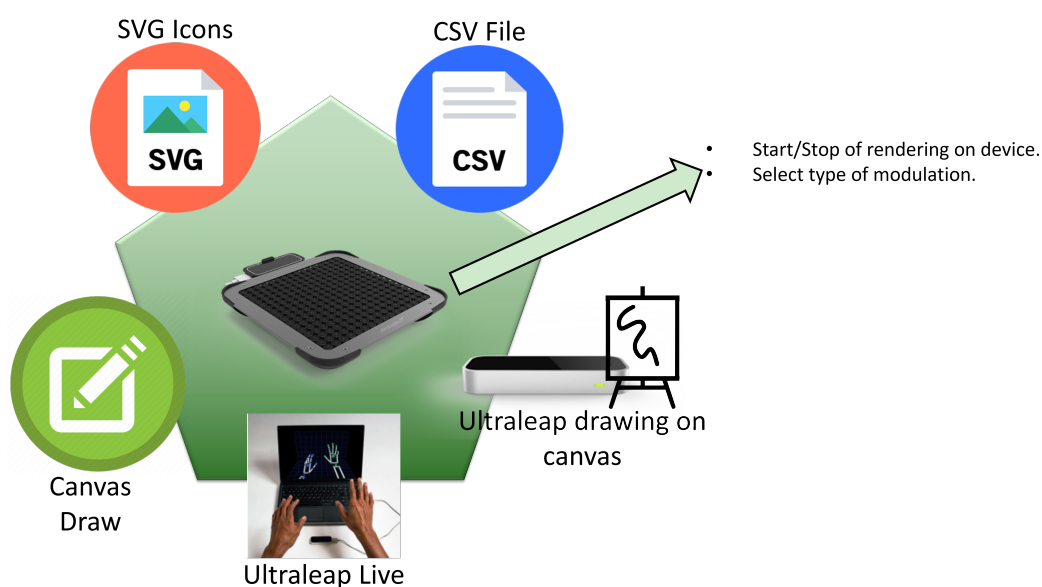 SVG Icons
CSV File
SVG
CSV
• Start/Stop of rendering on device.
• Select type of modulation.
Ultraleap drawing on
canvas
Canvas
Draw
Ultraleap Live